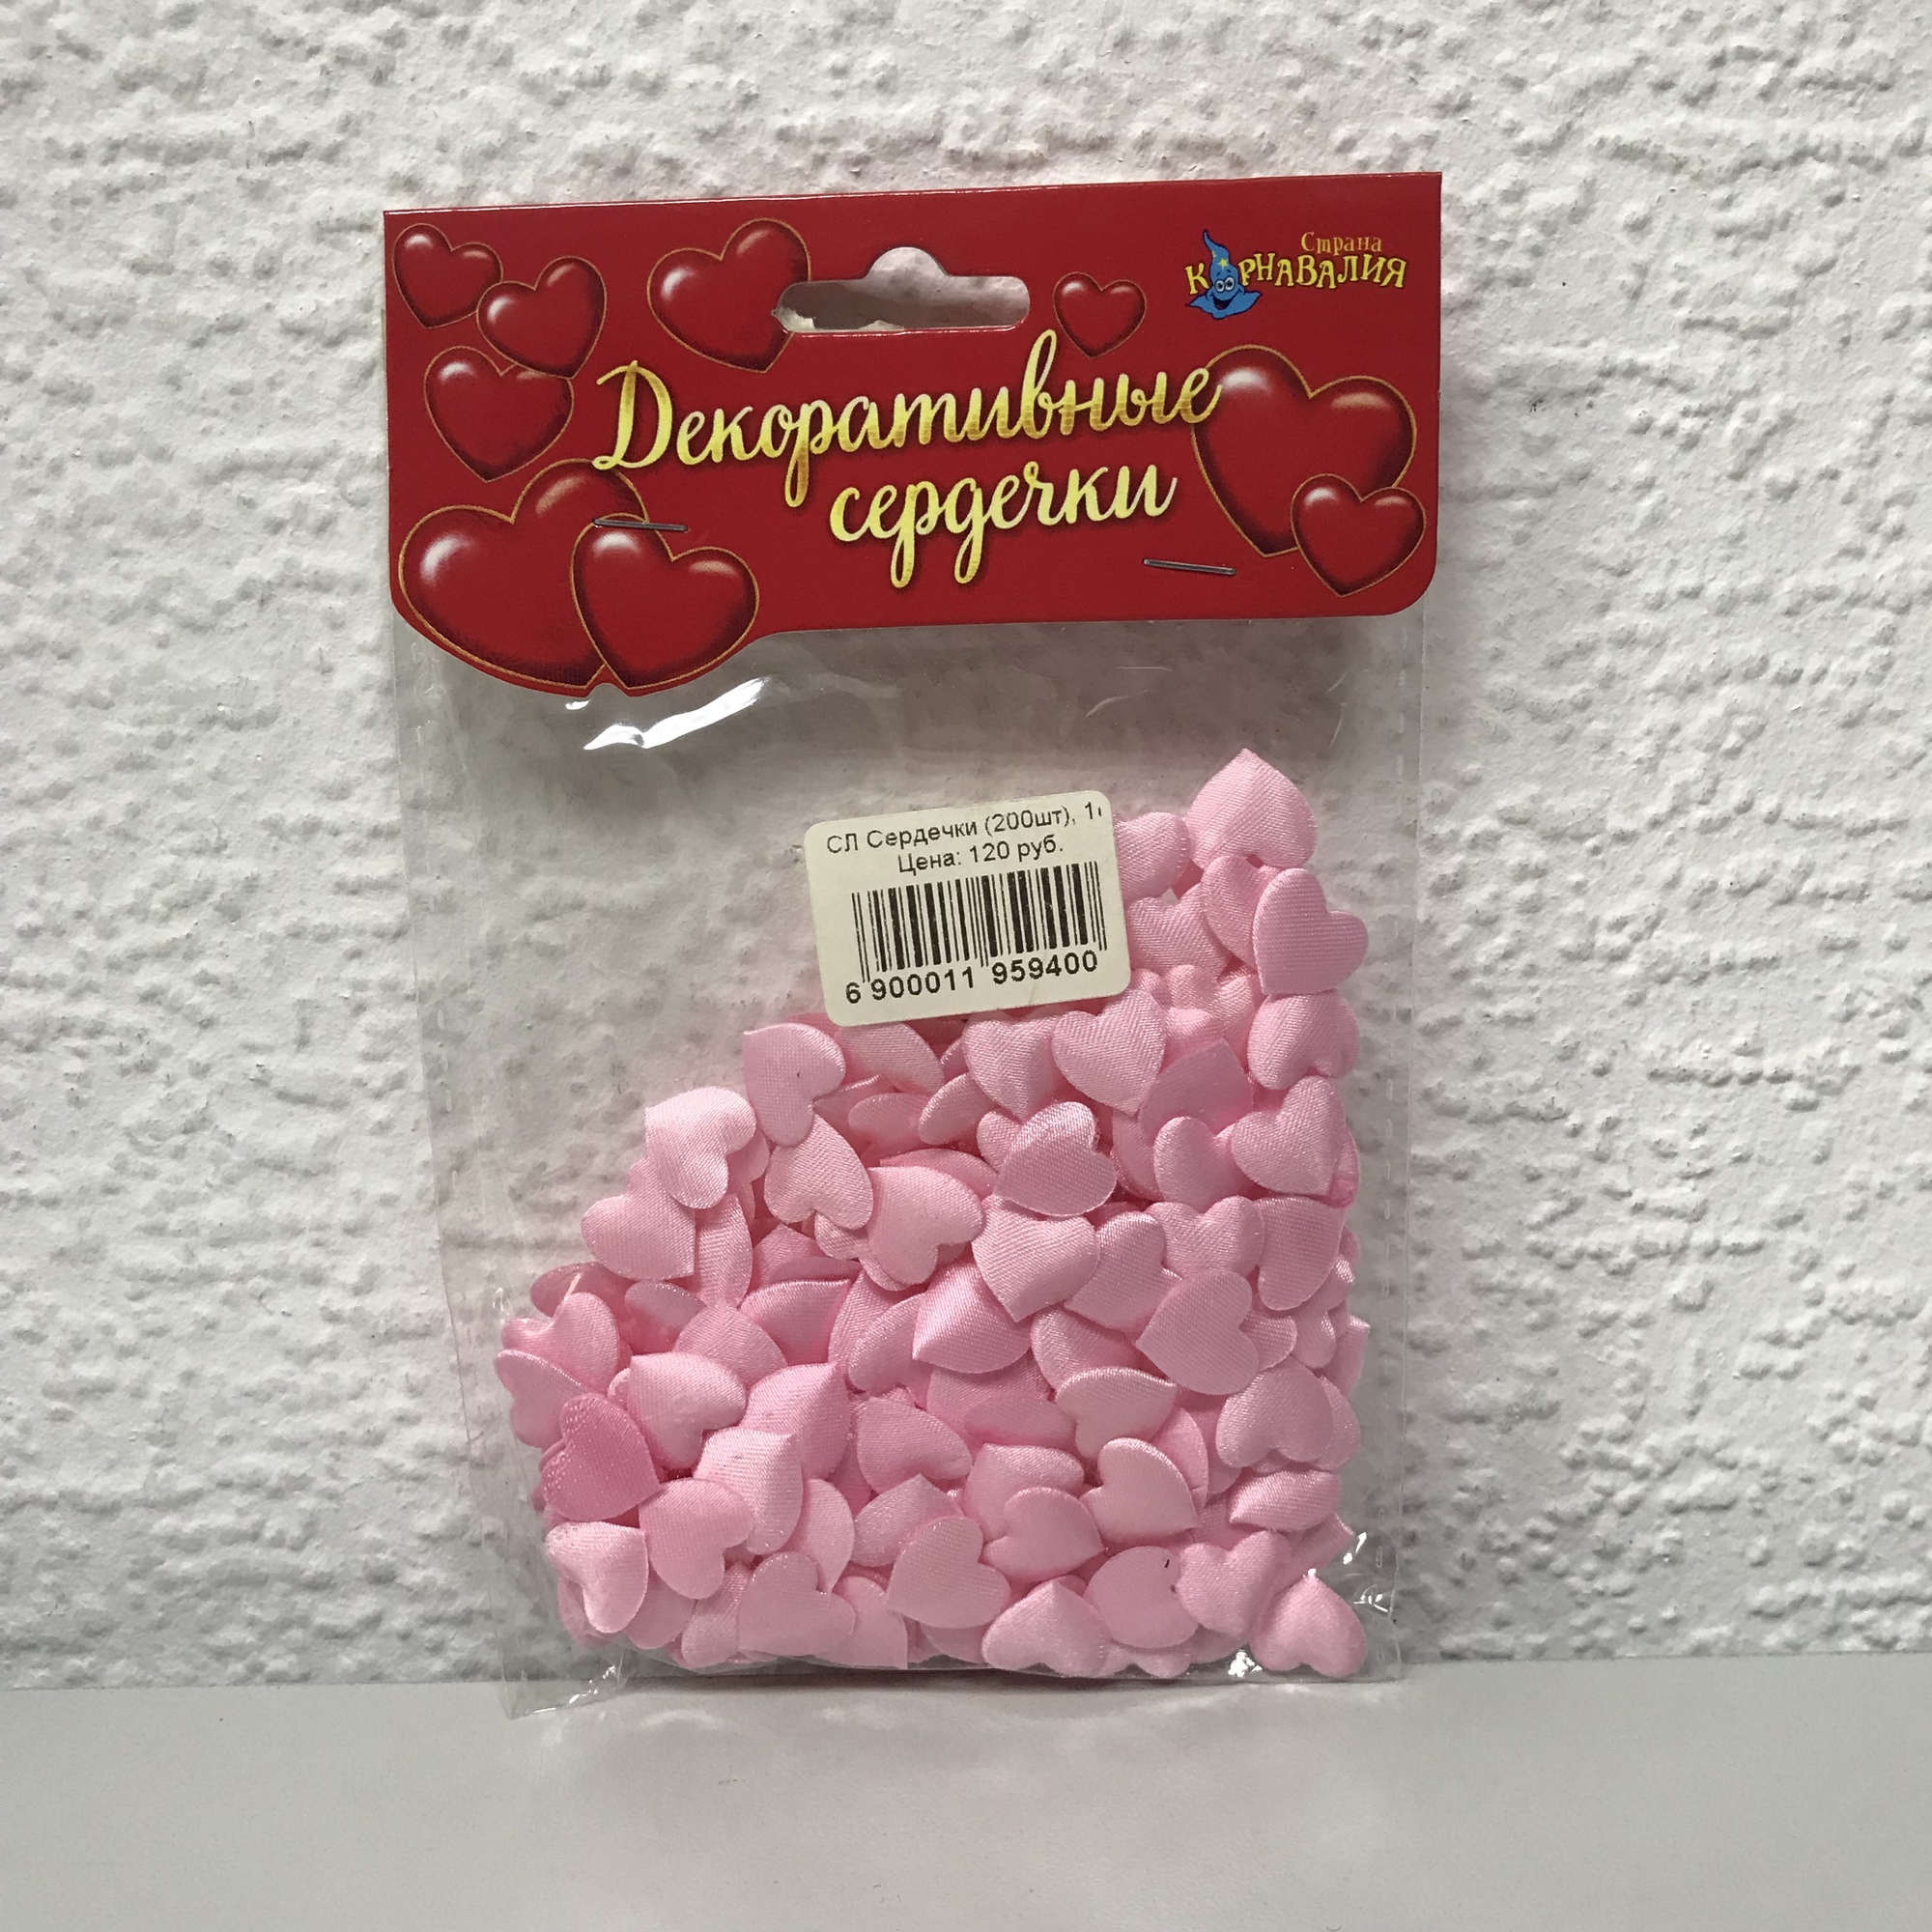 Страна
КАРНАВАЛИЯ
Декоративные
сердечки
СЛ Сердечки (200шт), 1
Цена: 120 руб.
6 900011 959400